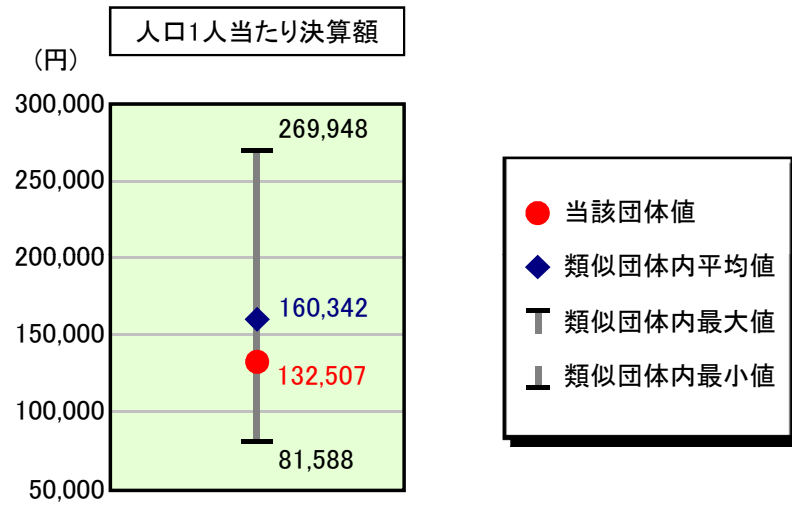 人口1人当たり決算額
(円)
300,000
269,948
250,000
200,000
160,342
150,000
132,507
100,000
81,588
50,000
当該団体値
類似団体内平均値
類似団体内最大値
類似団体内最小値